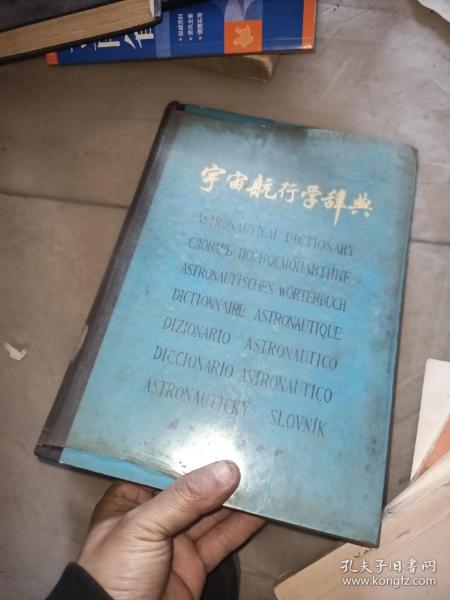 宇宙航行学辞典
ASTRONAUTICAL DICTIONARY
СЛОВАРЬ ПО КОСМОНАВТИКЕ
ASTRONAUTISCHES WÖRTERBUCH
DICTIONNAIRE ASTRONAUTIQUE
DIZIONARIO ASTRONAUTICO
DICCIONARIO ASTRONAUTICO
ASTRONAUTICKÝ SLOVNÍK
孔夫子旧书网
www.kongfz.com